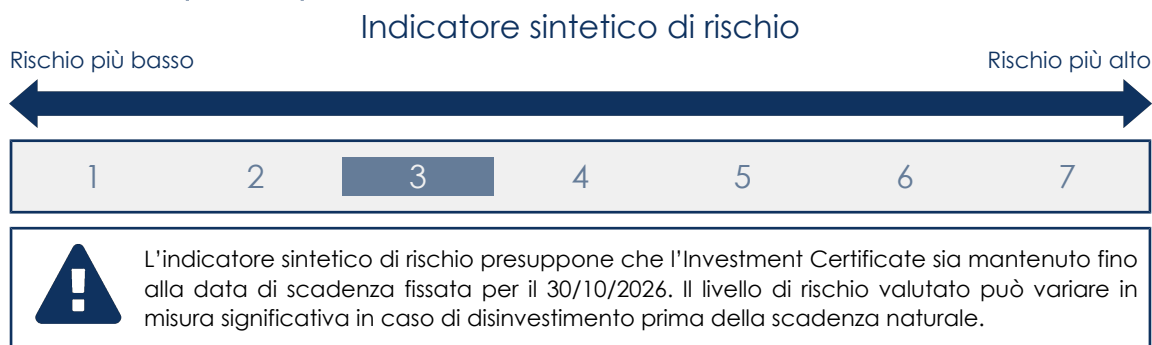 Indicatore sintetico di rischio
Rischio più basso
Rischio più alto
1 2 3 4 5 6 7
L'indicatore sintetico di rischio presuppone che l'Investment Certificate sia mantenuto fino
alla data di scadenza fissata per il 30/10/2026. Il livello di rischio valutato può variare in
misura significativa in caso di disinvestimento prima della scadenza naturale.